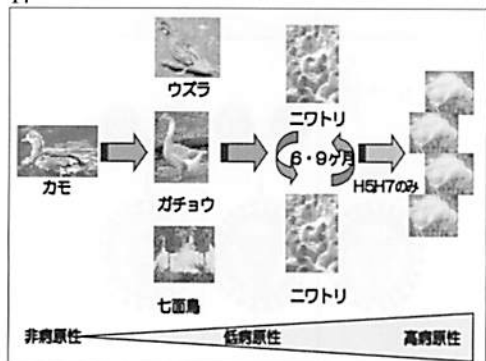 ウズラ
ニワトリ
カモ
ガチョウ
6・9ヶ月
H5H7のみ
七面鳥
ニワトリ
非病原性
低病原性
高病原性